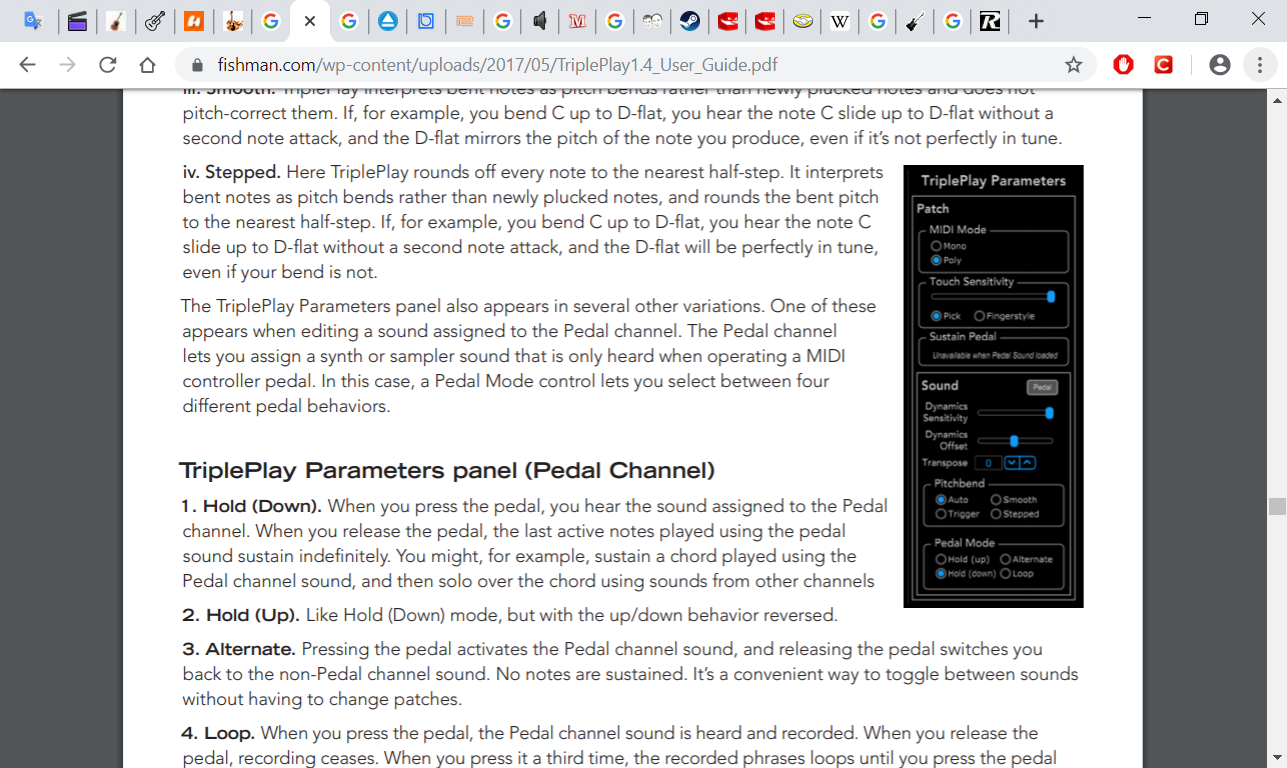 fishman.com/wp-content/uploads/2017/05/TriplePlay1.4_User_Guide.pdf
iii. Smooth. TriplePlay interprets bent notes as pitch bends rather than newly plucked notes and does not
pitch-correct them. If, for example, you bend C up to D-flat, you hear the note C slide up to D-flat without a
second note attack, and the D-flat mirrors the pitch of the note you produce, even if it's not perfectly in tune.
iv. Stepped. Here TriplePlay rounds off every note to the nearest half-step. It interprets
bent notes as pitch bends rather than newly plucked notes, and rounds the bent pitch
to the nearest half-step. If, for example, you bend C up to D-flat, you hear the note C
slide up to D-flat without a second note attack, and the D-flat will be perfectly in tune,
even if your bend is not.
The TriplePlay Parameters panel also appears in several other variations. One of these
appears when editing a sound assigned to the Pedal channel. The Pedal channel
lets you assign a synth or sampler sound that is only heard when operating a MIDI
controller pedal. In this case, a Pedal Mode control lets you select between four
different pedal behaviors.
TriplePlay Parameters
Patch
MIDI Mode
Mono
Poly
Touch Sensitivity
Pick Fingerstyle
Sustain Pedal
Unavailable when Pedal Sound loaded
Sound Pedal
Dynamics
Sensitivity
Dynamics
Offset
Transpose 0
Pitchbend
Auto Smooth
Trigger Stepped
Pedal Mode
Hold (up) Alternate
Hold (down) Loop
TriplePlay Parameters panel (Pedal Channel)
1. Hold (Down). When you press the pedal, you hear the sound assigned to the Pedal
channel. When you release the pedal, the last active notes played using the pedal
sound sustain indefinitely. You might, for example, sustain a chord played using the
Pedal channel sound, and then solo over the chord using sounds from other channels
2. Hold (Up). Like Hold (Down) mode, but with the up/down behavior reversed.
3. Alternate. Pressing the pedal activates the Pedal channel sound, and releasing the pedal switches you
back to the non-Pedal channel sound. No notes are sustained. It's a convenient way to toggle between sounds
without having to change patches.
4. Loop. When you press the pedal, the Pedal channel sound is heard and recorded. When you release the
pedal, recording ceases. When you press it a third time, the recorded phrases loops until you press the pedal